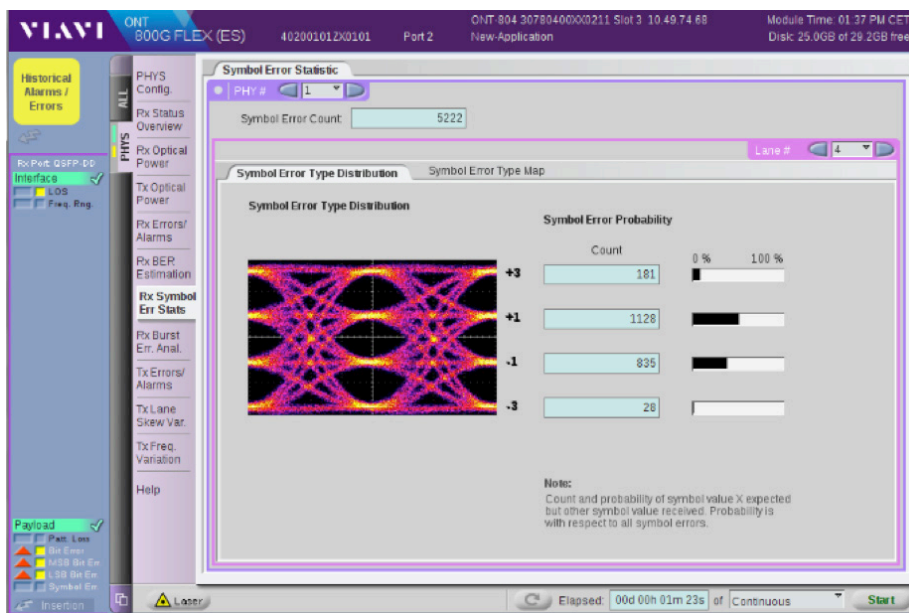 VIAVI
ONT
800G FLEX (ES)
402001012X0101
Port 2
ONT-804 30780400XX0211 Slot 3 10.49.74.68
New-Application
Module Time: 01:37 PM CET
Disk: 25.0GB of 29.2GB free
Historical
Alarms /
Errors
Rx Port: QSFP-DD
Interface
LOS
Freq. Rng.
Payload
Patt. Loss
Bit Error
MSB Bit Err
LSB Bit Err
Symbol Err
Insertion
ALL
PHYS
PHYS
Config.
Rx Status
Overview
Rx Optical
Power
Tx Optical
Power
Rx Errors/
Alarms
Rx BER
Estimation
Rx Symbol
Err Stats
Rx Burst
Err. Anal.
Tx Errors/
Alarms
Tx Lane
Skew Var.
Tx Freq.
Variation
Help
Symbol Error Statistic
PHY # 1
Symbol Error Count: 5222
Lane # 4
Symbol Error Type Distribution
Symbol Error Type Map
Symbol Error Type Distribution
Symbol Error Probability
Count
0 % 100 %
+3 181
+1 1128
-1 835
-3 28
Note:
Count and probability of symbol value X expected
but other symbol value received. Probability is
with respect to all symbol errors.
Laser
Elapsed: 00d 00h 01m 23s of Continuous
Start